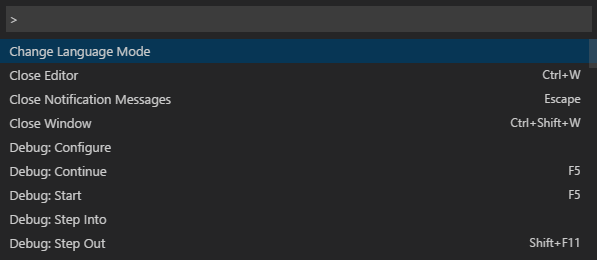 >
Change Language Mode
Close Editor Ctrl+W
Close Notification Messages Escape
Close Window Ctrl+Shift+W
Debug: Configure
Debug: Continue F5
Debug: Start F5
Debug: Step Into
Debug: Step Out Shift+F11